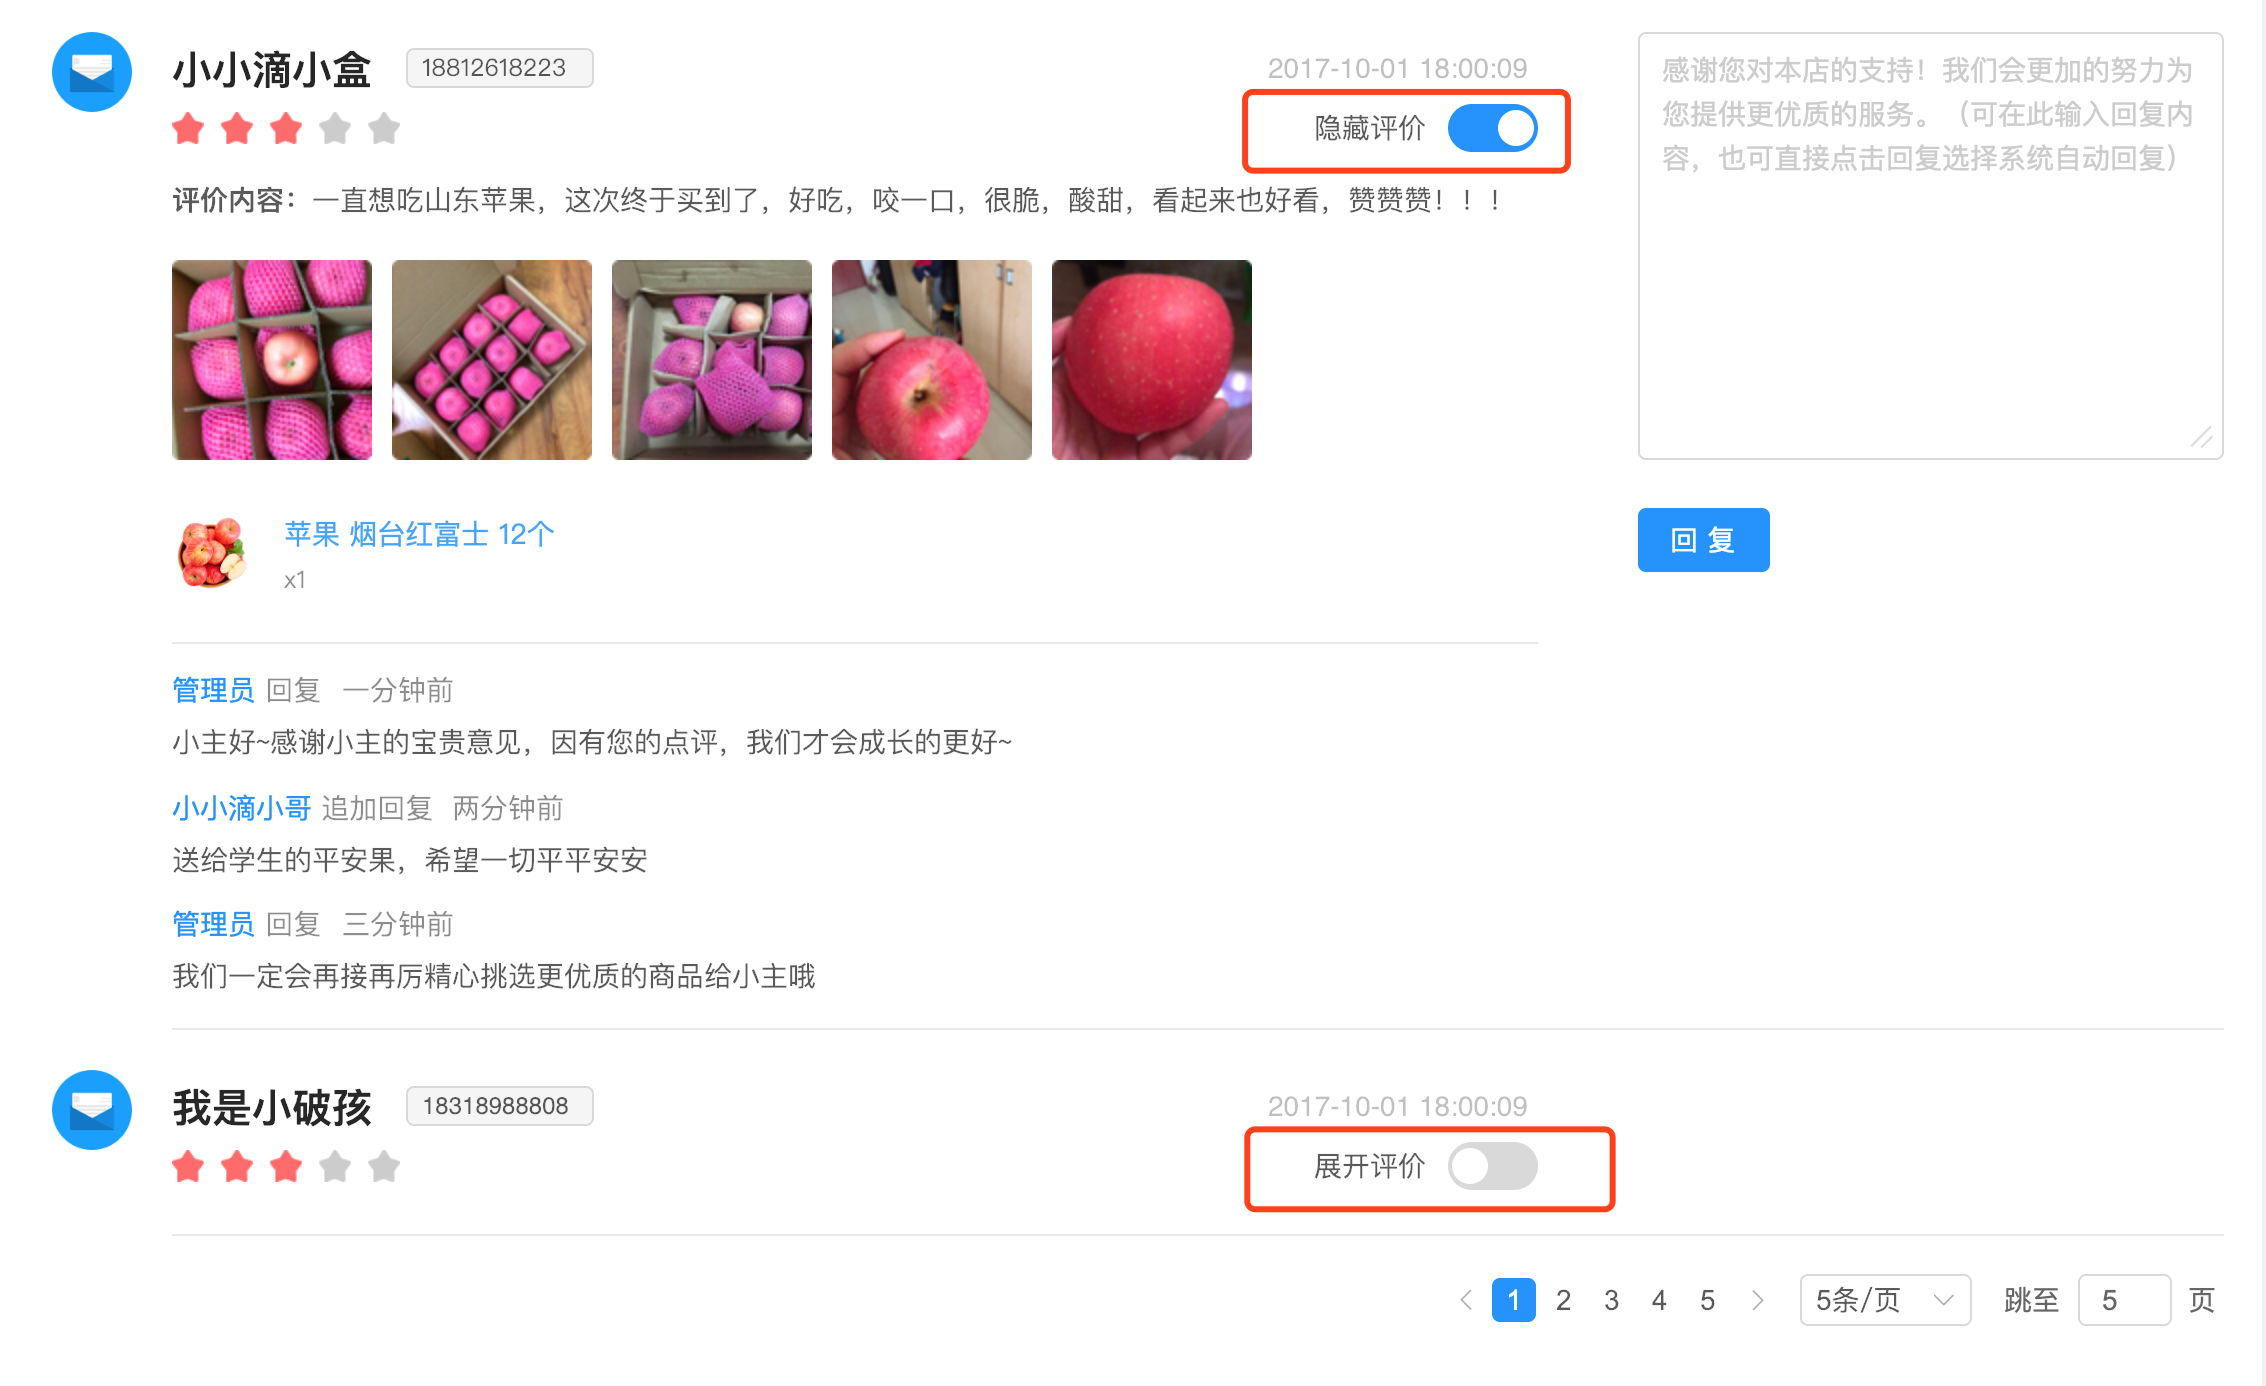 小小滴小盒 18812618223
2017-10-01 18:00:09
隐藏评价
评价内容：一直想吃山东苹果，这次终于买到了，好吃，咬一口，很脆，酸甜，看起来也好看，赞赞赞！！！
苹果 烟台红富士 12个
x1
感谢您对本店的支持！我们会更加的努力为
您提供更优质的服务。（可在此输入回复内
容，也可直接点击回复选择系统自动回复）
回 复
管理员 回复 一分钟前
小主好~感谢小主的宝贵意见，因有您的点评，我们才会成长的更好~
小小滴小哥 追加回复 两分钟前
送给学生的平安果，希望一切平平安安
管理员 回复 三分钟前
我们一定会再接再厉精心挑选更优质的商品给小主哦
我是小破孩 18318988808
2017-10-01 18:00:09
展开评价
1 2 3 4 5 5条/页 跳至 5 页